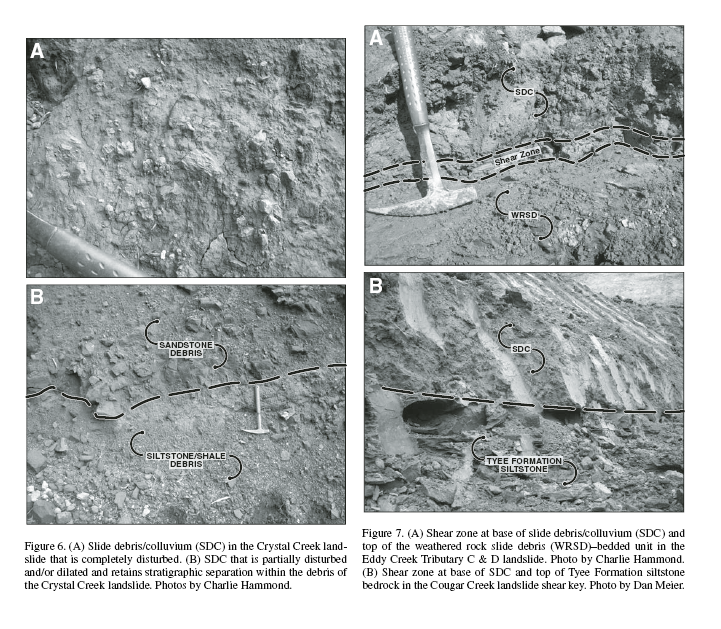 A
SANDSTONE
DEBRIS
SILTSTONE/SHALE
DEBRIS
B
Figure 6. (A) Slide debris/colluvium (SDC) in the Crystal Creek land-
slide that is completely disturbed. (B) SDC that is partially disturbed
and/or dilated and retains stratigraphic separation within the debris of
the Crystal Creek landslide. Photos by Charlie Hammond.
A
SDC
Shear Zone
WRSD
B
SDC
TYEE FORMATION
SILTSTONE
Figure 7. (A) Shear zone at base of slide debris/colluvium (SDC) and
top of the weathered rock slide debris (WRSD)–bedded unit in the
Eddy Creek Tributary C & D landslide. Photo by Charlie Hammond.
(B) Shear zone at base of SDC and top of Tyee Formation siltstone
bedrock in the Cougar Creek landslide shear key. Photo by Dan Meier.